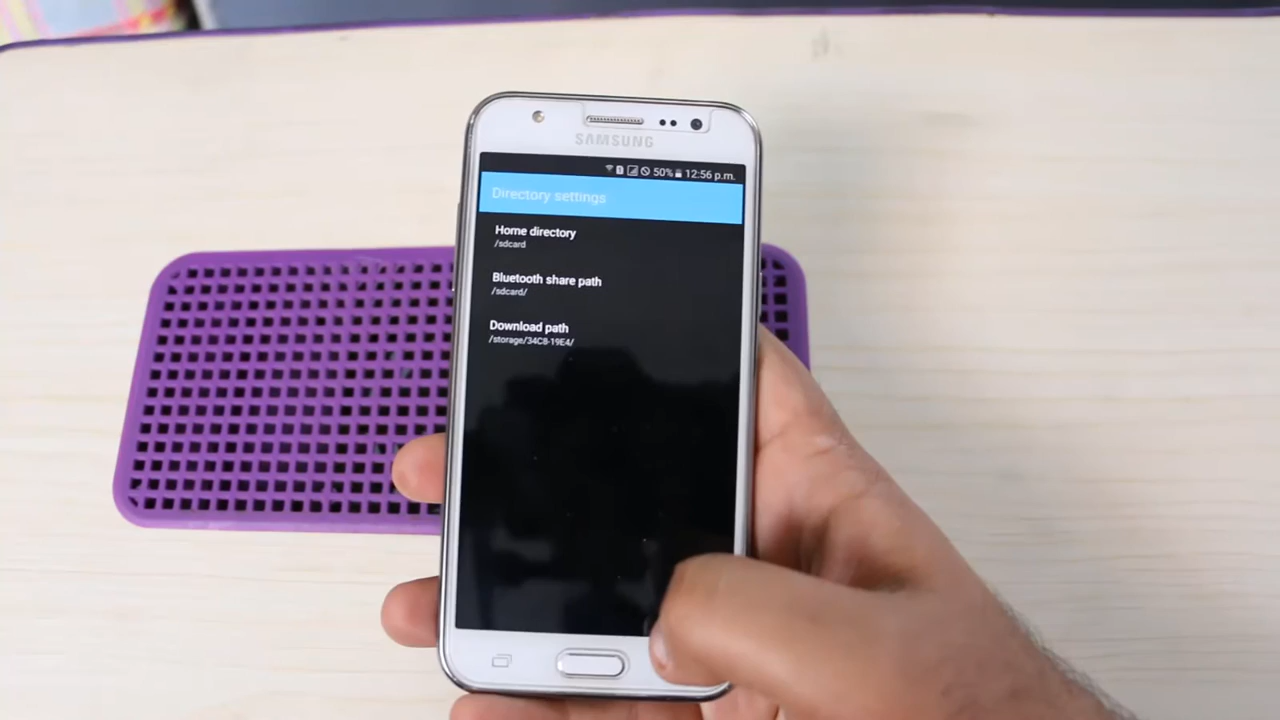 SAMSUNG
50% 12:56 p.m.
Directory settings
Home directory
/sdcard
Bluetooth share path
/sdcard/
Download path
/storage/34C8-19E4/